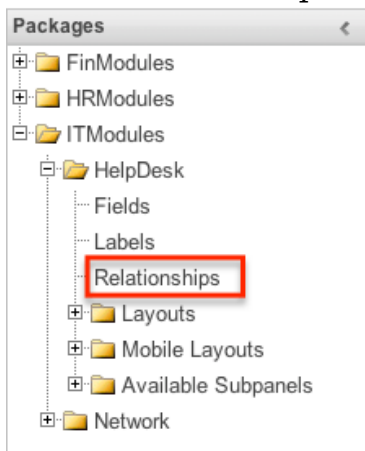 Packages
FinModules
HRModules
ITModules
HelpDesk
Fields
Labels
Relationships
Layouts
Mobile Layouts
Available Subpanels
Network